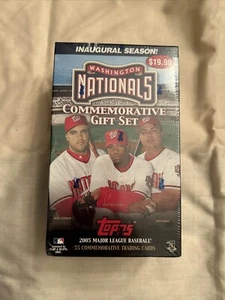 INAUGURAL SEASON!
$19.99
WASHINGTON
NATIONALS
COMMEMORATIVE
GIFT SET
Topps
2005 MAJOR LEAGUE BASEBALL
55 COMMEMORATIVE TRADING CARDS